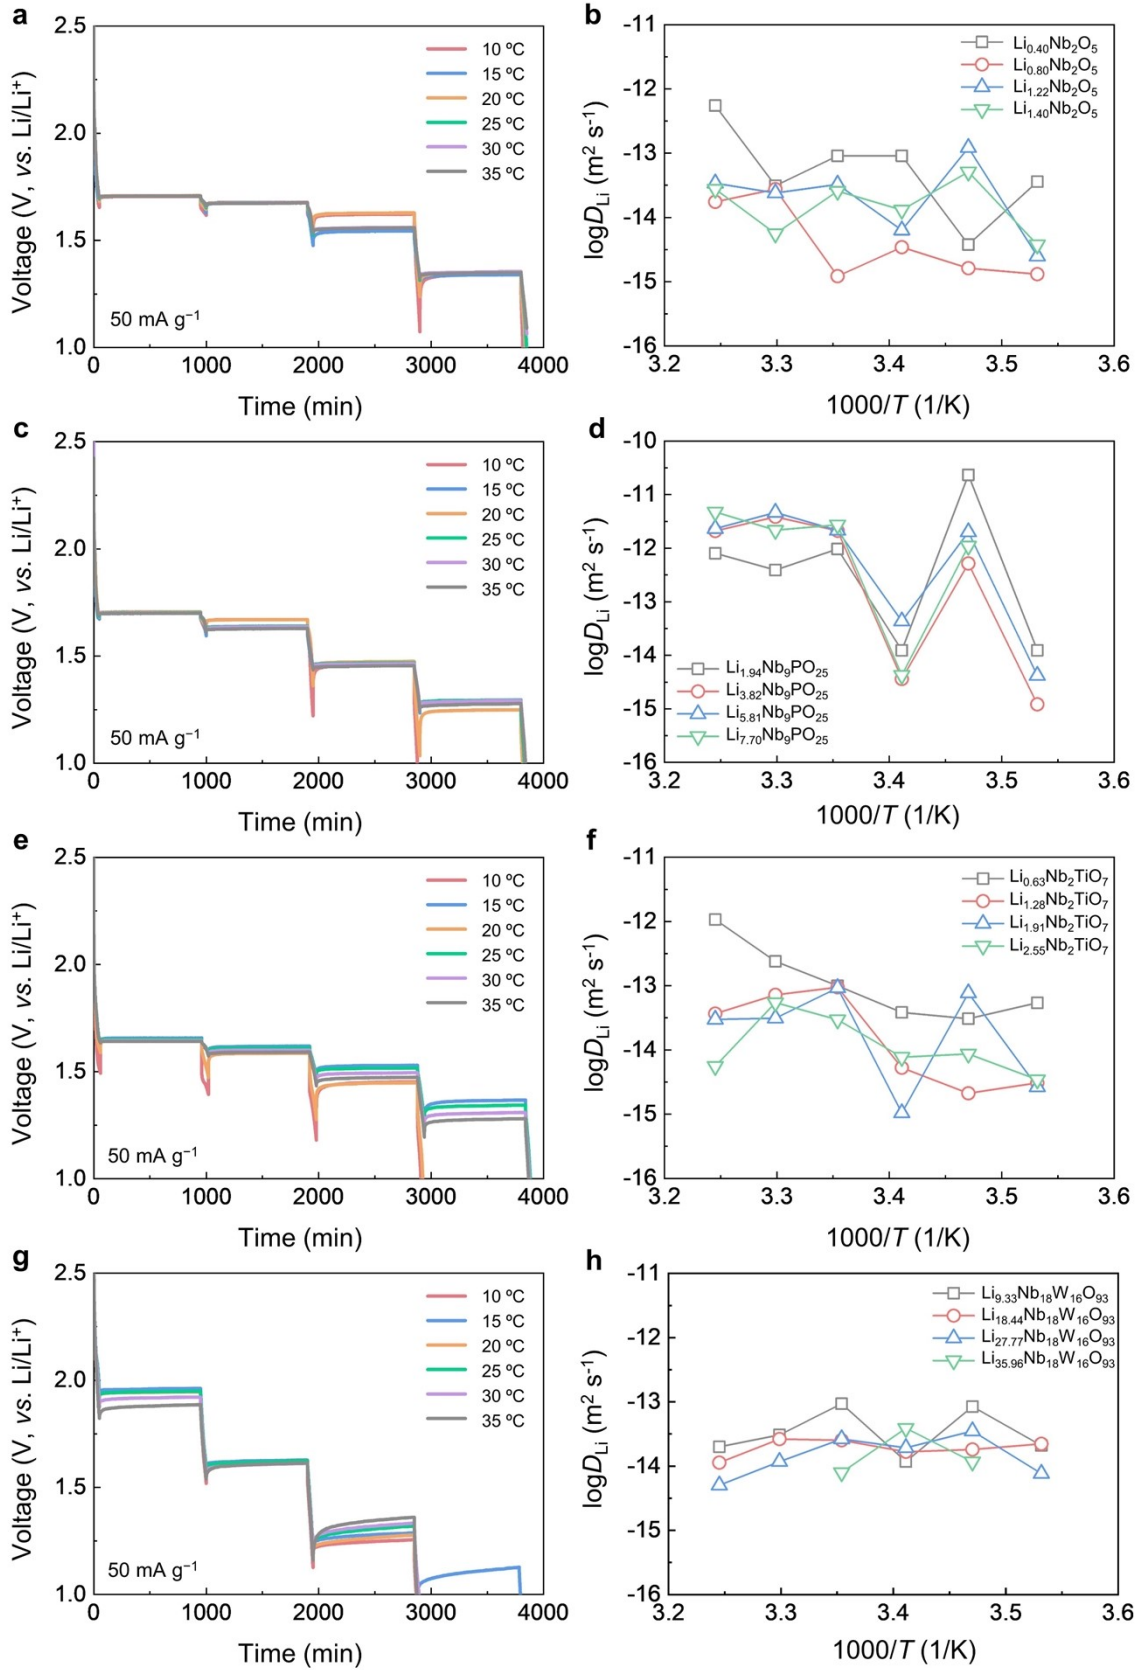 a
2.5
2.0
1.5
1.0
Voltage (V, vs. Li/Li⁺)
10 ºC
15 ºC
20 ºC
25 ºC
30 ºC
35 ºC
50 mA g⁻¹
0 1000 2000 3000 4000
Time (min)
b
-11
-12
-13
-14
-15
-16
logD_Li (m² s⁻¹)
Li₀.₄₀Nb₂O₅
Li₀.₈₀Nb₂O₅
Li₁.₂₂Nb₂O₅
Li₁.₄₀Nb₂O₅
3.2 3.3 3.4 3.5 3.6
1000/T (1/K)
c
2.5
2.0
1.5
1.0
Voltage (V, vs. Li/Li⁺)
10 ºC
15 ºC
20 ºC
25 ºC
30 ºC
35 ºC
50 mA g⁻¹
0 1000 2000 3000 4000
Time (min)
d
-10
-11
-12
-13
-14
-15
-16
logD_Li (m² s⁻¹)
Li₁.₉₄Nb₉PO₂₅
Li₃.₈₂Nb₉PO₂₅
Li₅.₈₁Nb₉PO₂₅
Li₇.₇₀Nb₉PO₂₅
3.2 3.3 3.4 3.5 3.6
1000/T (1/K)
e
2.5
2.0
1.5
1.0
Voltage (V, vs. Li/Li⁺)
10 ºC
15 ºC
20 ºC
25 ºC
30 ºC
35 ºC
50 mA g⁻¹
0 1000 2000 3000 4000
Time (min)
f
-11
-12
-13
-14
-15
-16
logD_Li (m² s⁻¹)
Li₀.₆₃Nb₂TiO₇
Li₁.₂₈Nb₂TiO₇
Li₁.₉₁Nb₂TiO₇
Li₂.₅₅Nb₂TiO₇
3.2 3.3 3.4 3.5 3.6
1000/T (1/K)
g
2.5
2.0
1.5
1.0
Voltage (V, vs. Li/Li⁺)
10 ºC
15 ºC
20 ºC
25 ºC
30 ºC
35 ºC
50 mA g⁻¹
0 1000 2000 3000 4000
Time (min)
h
-11
-12
-13
-14
-15
-16
logD_Li (m² s⁻¹)
Li₉.₃₃Nb₁₈W₁₆O₉₃
Li₁₈.₄₄Nb₁₈W₁₆O₉₃
Li₂₇.₇₇Nb₁₈W₁₆O₉₃
Li₃₅.₉₆Nb₁₈W₁₆O₉₃
3.2 3.3 3.4 3.5 3.6
1000/T (1/K)